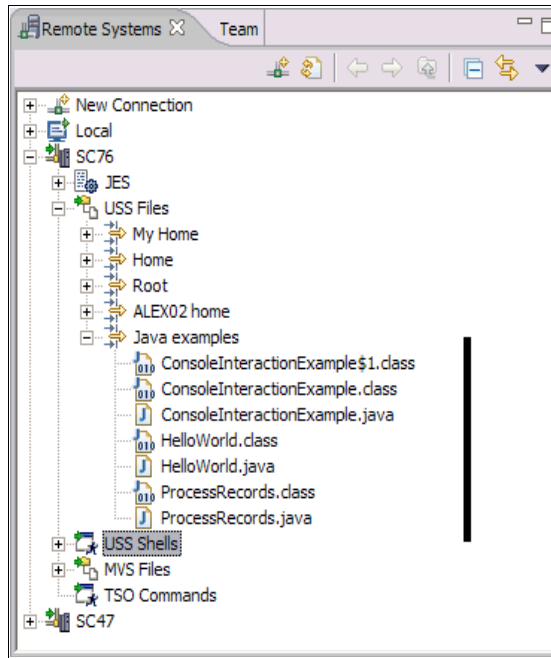 Remote Systems Team
New Connection
Local
SC76
JES
USS Files
My Home
Home
Root
ALEX02 home
Java examples
ConsoleInteractionExample$1.class
ConsoleInteractionExample.class
ConsoleInteractionExample.java
HelloWorld.class
HelloWorld.java
ProcessRecords.class
ProcessRecords.java
USS Shells
MVS Files
TSO Commands
SC47